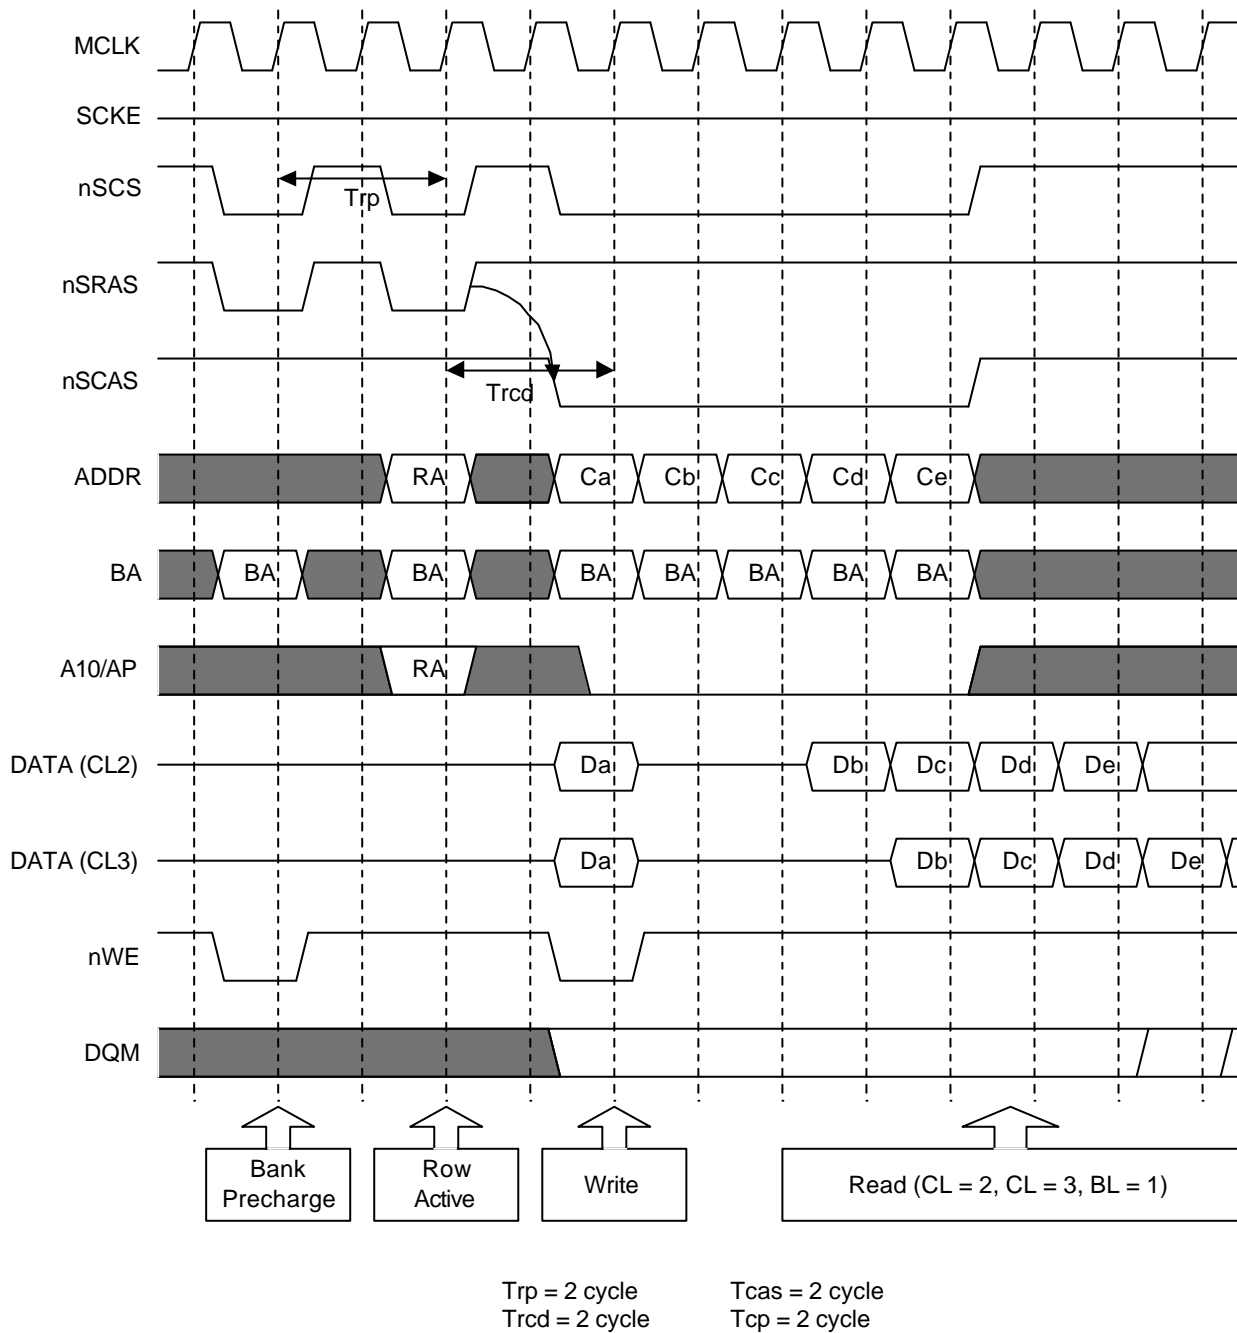 MCLK
SCKE
nSCS
Trp
nSRAS
nSCAS
Trcd
ADDR RA Ca Cb Cc Cd Ce
BA BA BA BA BA BA BA BA
A10/AP RA
DATA (CL2) Da Db Dc Dd De
DATA (CL3) Da Db Dc Dd De
nWE
DQM
Bank
Precharge
Row
Active
Write
Read (CL = 2, CL = 3, BL = 1)
Trp = 2 cycle Tcas = 2 cycle
Trcd = 2 cycle Tcp = 2 cycle